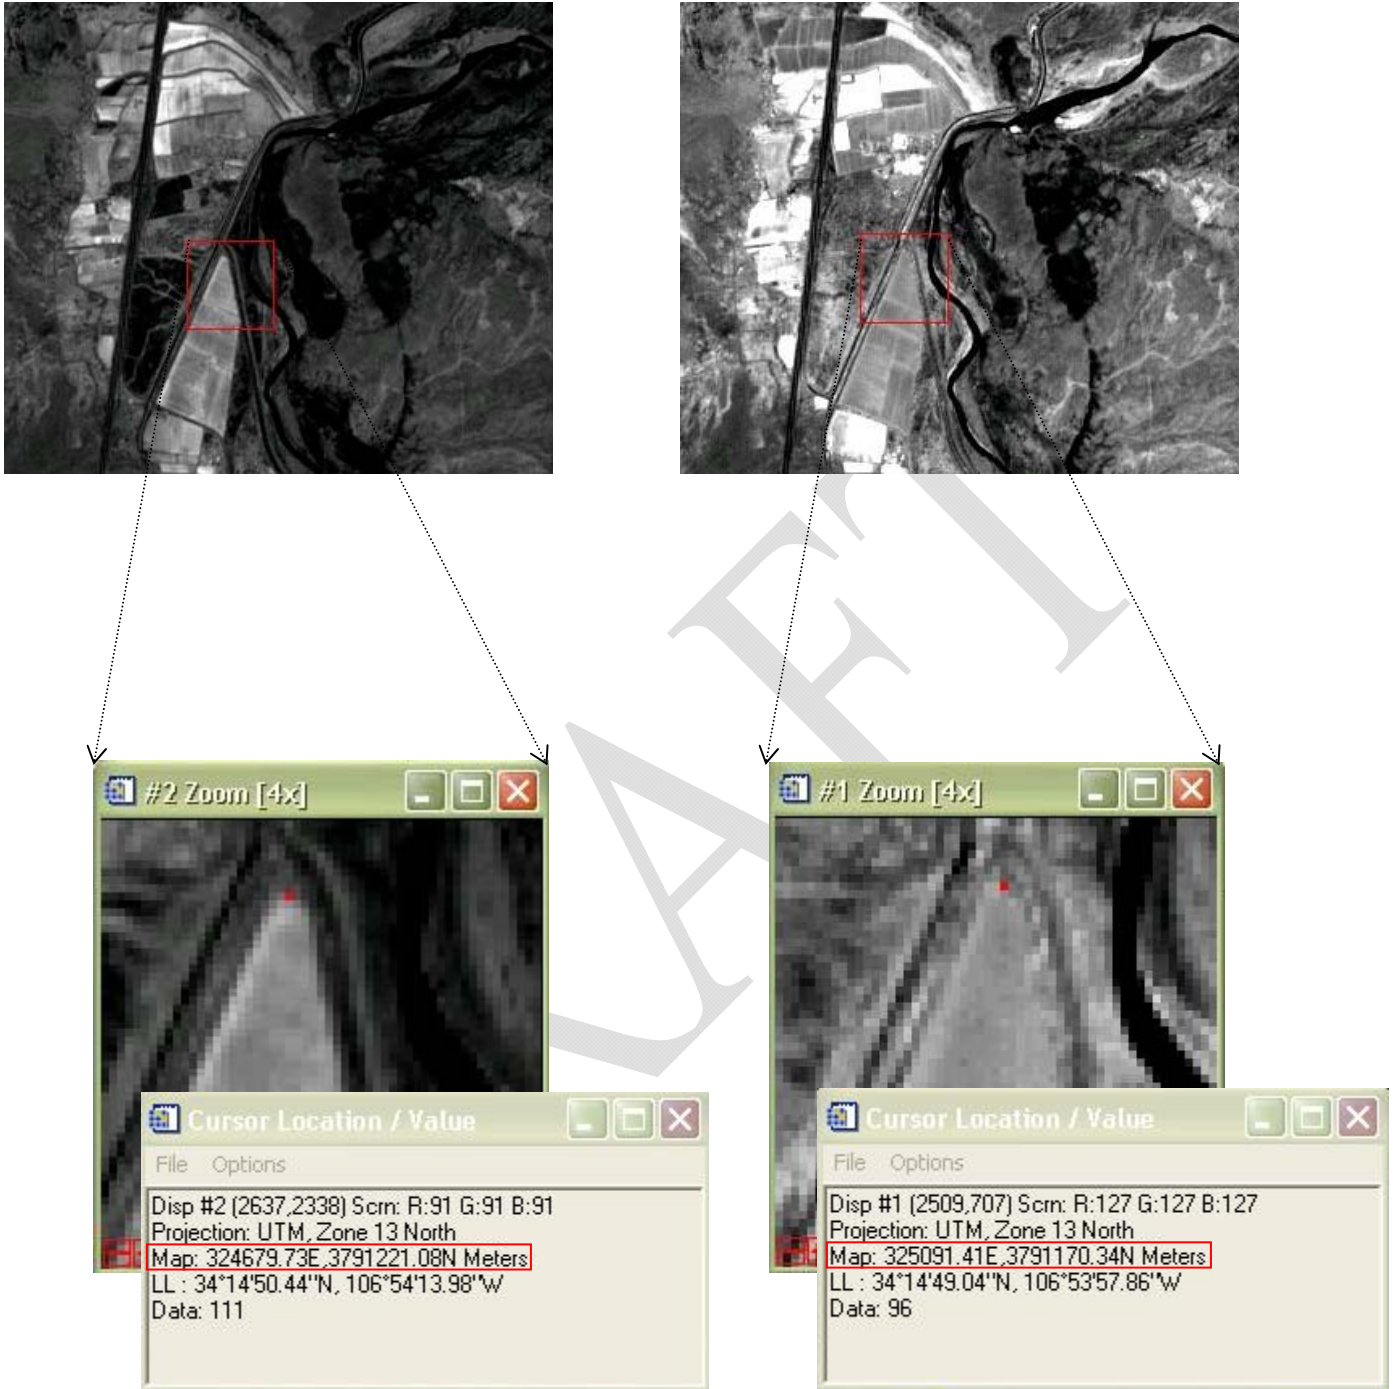 #2 Zoom [4x]
Cursor Location / Value
File Options
Disp #2 (2637,2338) Scrn: R:91 G:91 B:91
Projection: UTM, Zone 13 North
Map: 324679.73E,3791221.08N Meters
LL : 34°14'50.44"N, 106°54'13.98"W
Data: 111
#1 Zoom [4x]
Cursor Location / Value
File Options
Disp #1 (2509,707) Scrn: R:127 G:127 B:127
Projection: UTM, Zone 13 North
Map: 325091.41E,3791170.34N Meters
LL : 34°14'49.04"N, 106°53'57.86"W
Data: 96